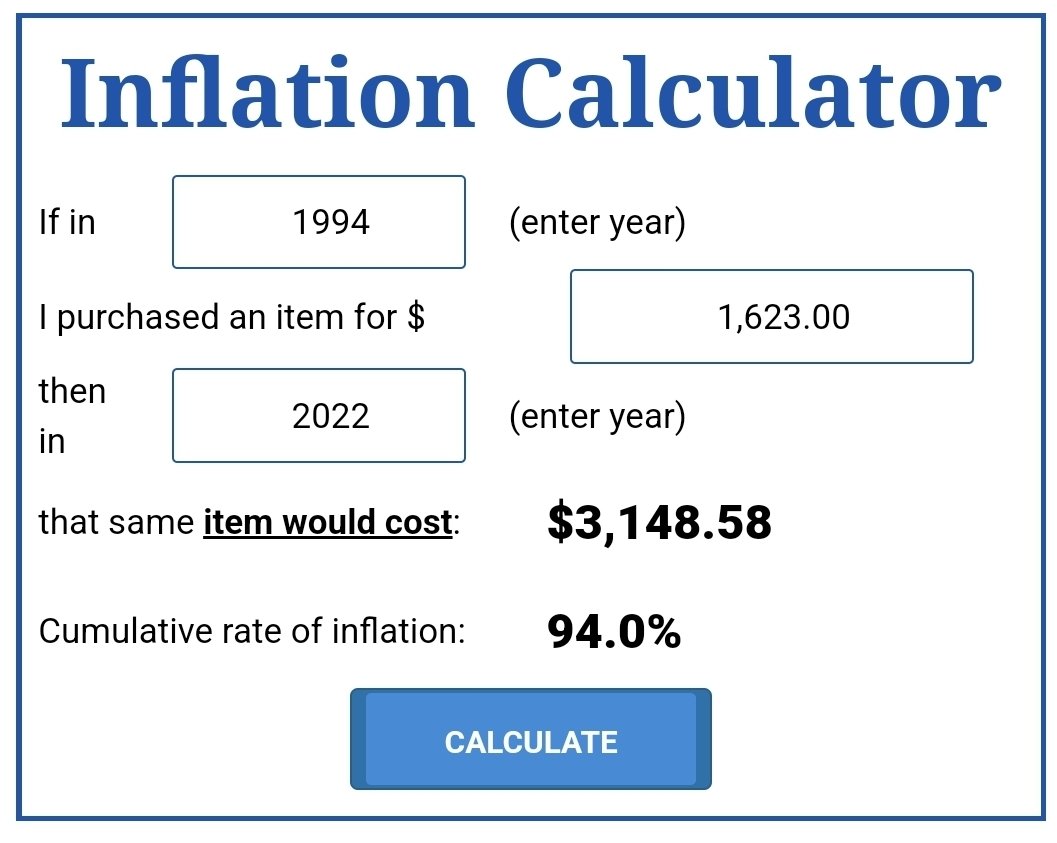 Inflation Calculator
If in 1994 (enter year)
I purchased an item for $ 1,623.00
then
in 2022 (enter year)
that same item would cost: $3,148.58
Cumulative rate of inflation: 94.0%
CALCULATE